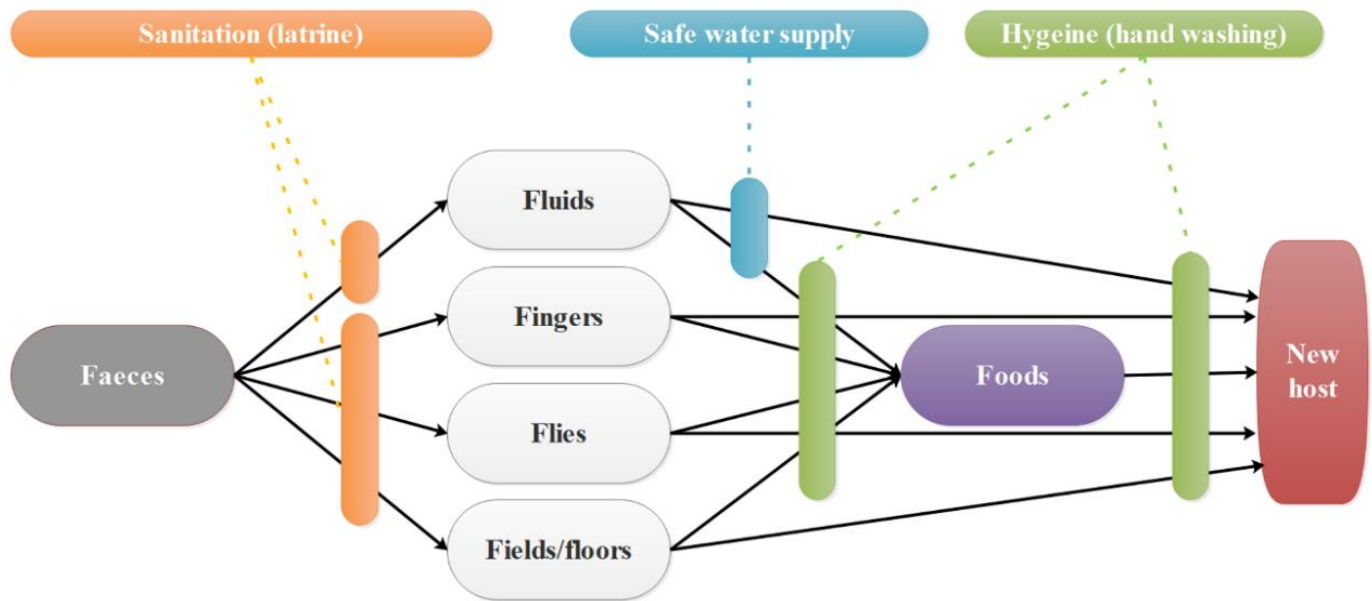 Sanitation (latrine)
Safe water supply
Hygeine (hand washing)
Fluids
Fingers
Faeces
Foods
New
host
Flies
Fields/floors